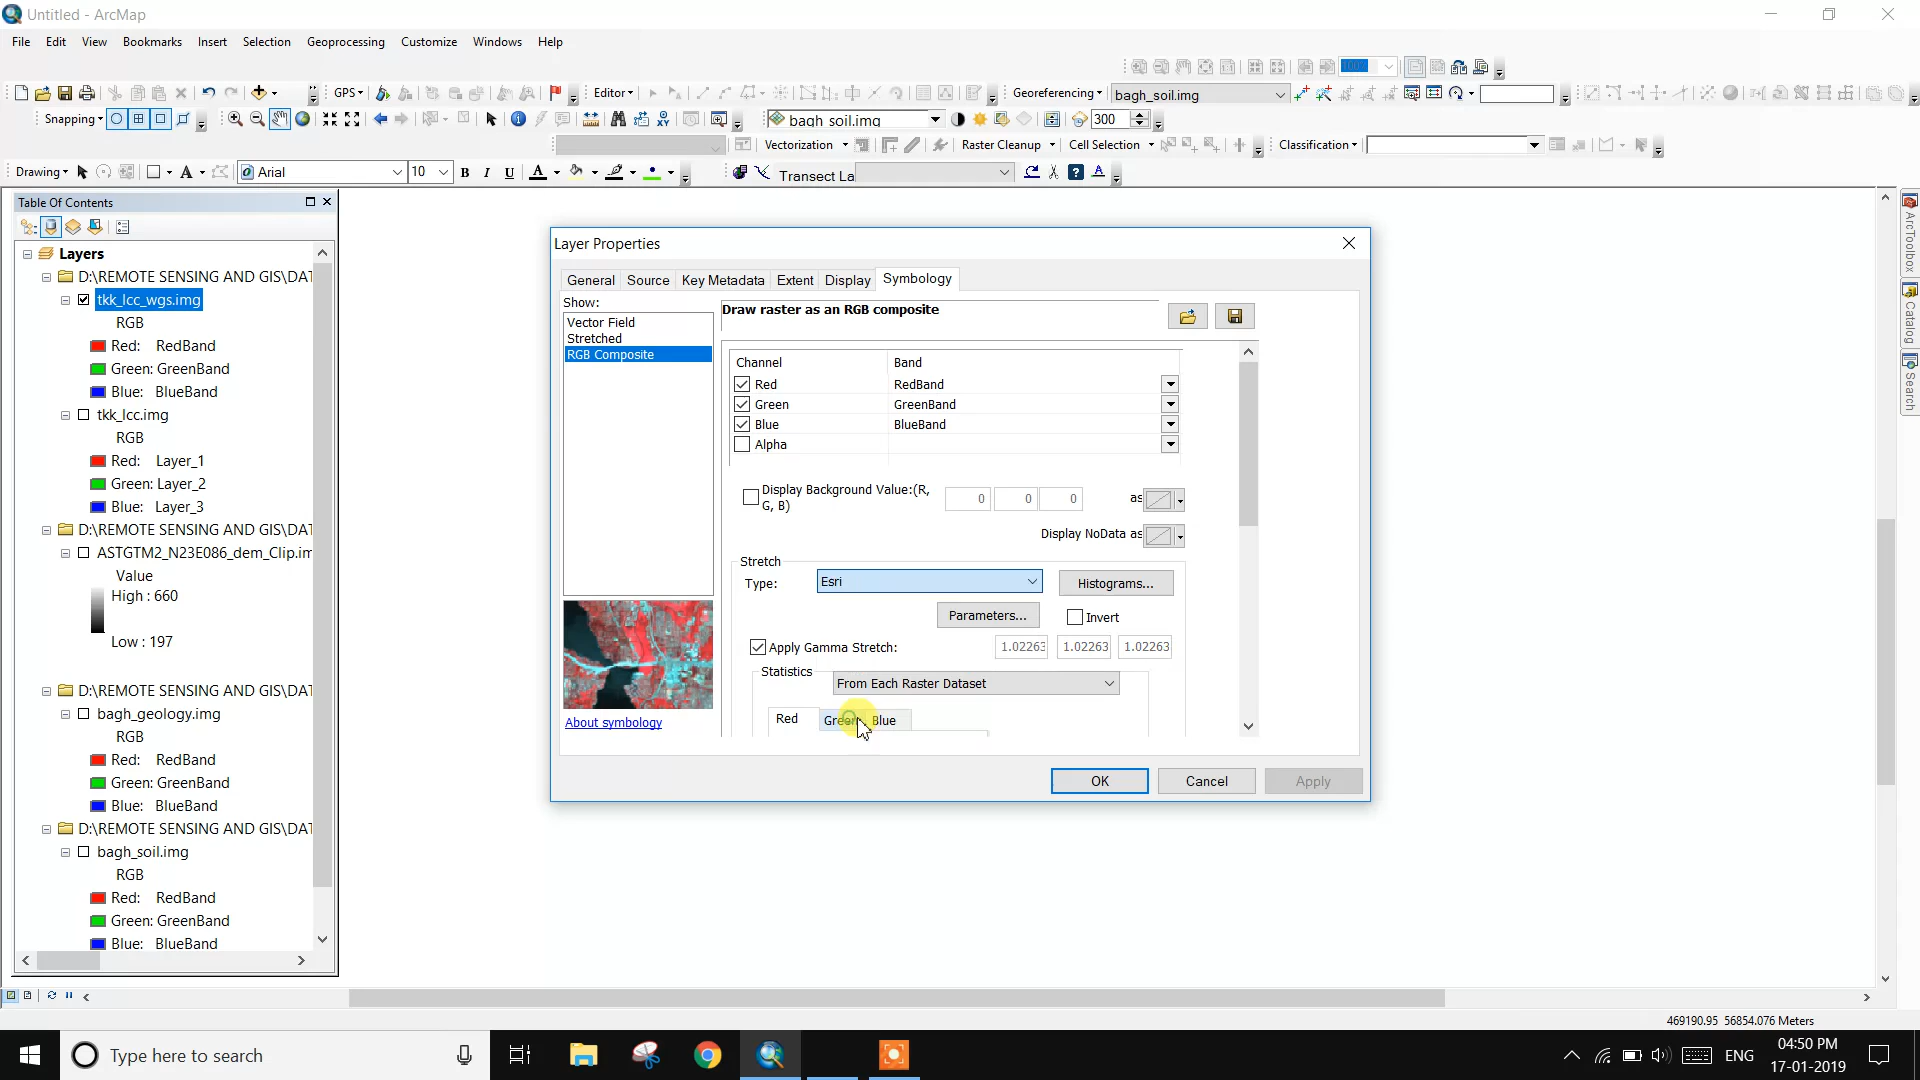 Untitled - ArcMap
File Edit View Bookmarks Insert Selection Geoprocessing Customize Windows Help
100%
GPS Editor Georeferencing bagh_soil.img
Snapping bagh_soil.img 300
Vectorization Raster Cleanup Cell Selection Classification
Drawing Arial 10 B I U A Transect La
Table Of Contents
Layers
D:\REMOTE SENSING AND GIS\DAT
tkk_lcc_wgs.img
RGB
Red: RedBand
Green: GreenBand
Blue: BlueBand
tkk_lcc.img
RGB
Red: Layer_1
Green: Layer_2
Blue: Layer_3
D:\REMOTE SENSING AND GIS\DAT
ASTGTM2_N23E086_dem_Clip.im
Value
High : 660
Low : 197
D:\REMOTE SENSING AND GIS\DAT
bagh_geology.img
RGB
Red: RedBand
Green: GreenBand
Blue: BlueBand
D:\REMOTE SENSING AND GIS\DAT
bagh_soil.img
RGB
Red: RedBand
Green: GreenBand
Blue: BlueBand
Layer Properties
General Source Key Metadata Extent Display Symbology
Show:
Vector Field
Stretched
RGB Composite
About symbology
Draw raster as an RGB composite
Channel Band
Red RedBand
Green GreenBand
Blue BlueBand
Alpha
Display Background Value:(R, G, B) 0 0 0 as
Display NoData as
Stretch
Type: Esri Histograms...
Parameters... Invert
Apply Gamma Stretch: 1.02263 1.02263 1.02263
Statistics From Each Raster Dataset
Red Green Blue
OK Cancel Apply
ArcToolbox
Catalog
Search
469190.95 56854.076 Meters
Type here to search
ENG
04:50 PM
17-01-2019